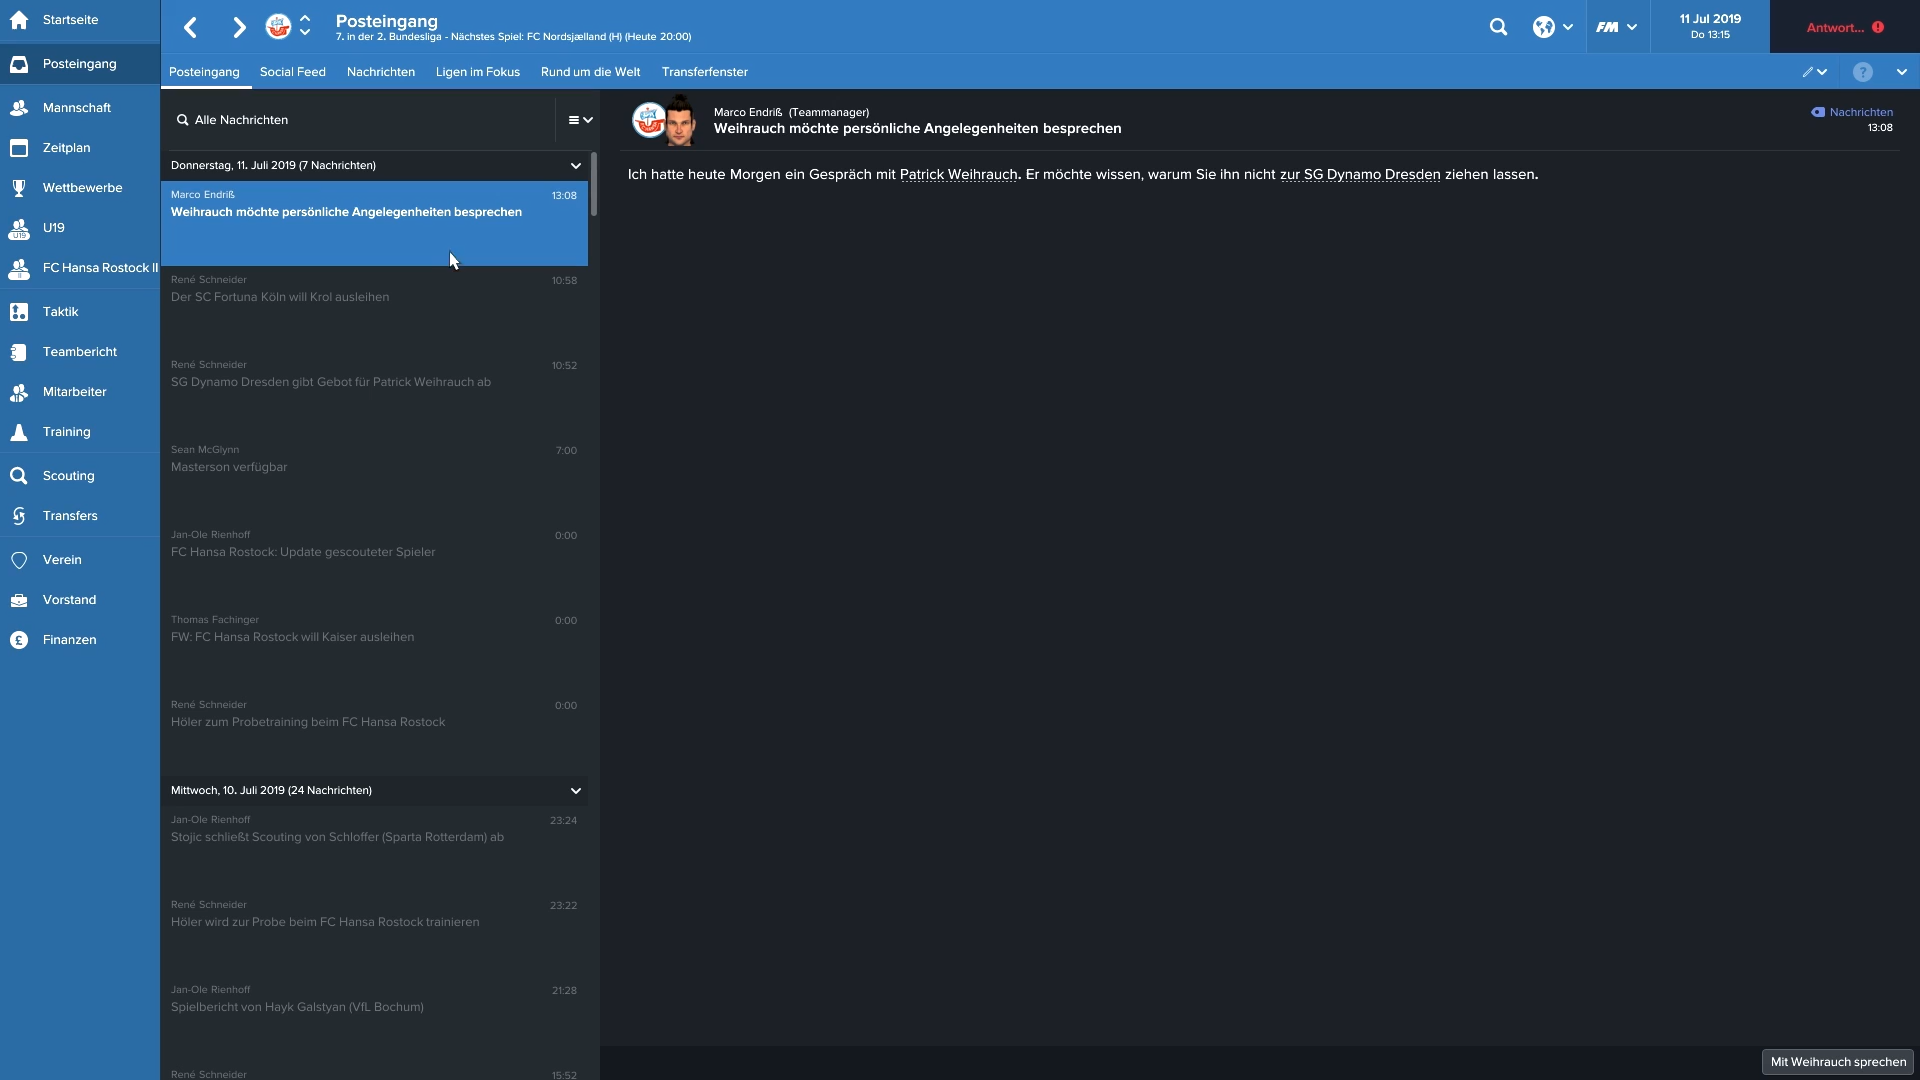 Startseite
Posteingang
Mannschaft
Zeitplan
Wettbewerbe
U19
FC Hansa Rostock II
Taktik
Teambericht
Mitarbeiter
Training
Scouting
Transfers
Verein
Vorstand
Finanzen
Posteingang
7. in der 2. Bundesliga - Nächstes Spiel: FC Nordsjælland (H) (Heute 20:00)
FM
11 Jul 2019
Do 13:15
Antwort...
Posteingang Social Feed Nachrichten Ligen im Fokus Rund um die Welt Transferfenster
Alle Nachrichten
Donnerstag, 11. Juli 2019 (7 Nachrichten)
Marco Endriß 13:08
Weihrauch möchte persönliche Angelegenheiten besprechen
René Schneider 10:58
Der SC Fortuna Köln will Krol ausleihen
René Schneider 10:52
SG Dynamo Dresden gibt Gebot für Patrick Weihrauch ab
Sean McGlynn 7:00
Masterson verfügbar
Jan-Ole Rienhoff 0:00
FC Hansa Rostock: Update gescouteter Spieler
Thomas Fachinger 0:00
FW: FC Hansa Rostock will Kaiser ausleihen
René Schneider 0:00
Höler zum Probetraining beim FC Hansa Rostock
Mittwoch, 10. Juli 2019 (24 Nachrichten)
Jan-Ole Rienhoff 23:24
Stojic schließt Scouting von Schloffer (Sparta Rotterdam) ab
René Schneider 23:22
Höler wird zur Probe beim FC Hansa Rostock trainieren
Jan-Ole Rienhoff 21:28
Spielbericht von Hayk Galstyan (VfL Bochum)
René Schneider 15:52
Marco Endriß (Teammanager)
Weihrauch möchte persönliche Angelegenheiten besprechen
Nachrichten
13:08
Ich hatte heute Morgen ein Gespräch mit Patrick Weihrauch. Er möchte wissen, warum Sie ihn nicht zur SG Dynamo Dresden ziehen lassen.
Mit Weihrauch sprechen